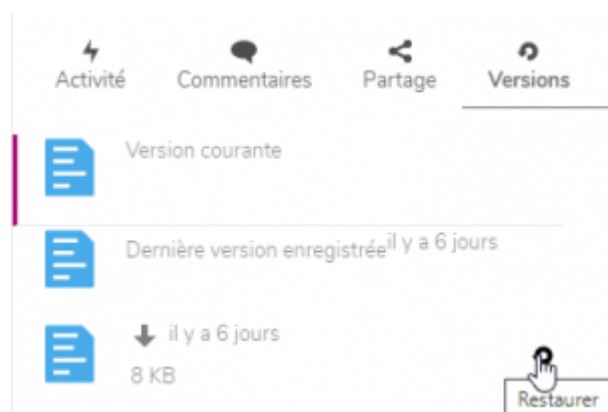 Activité Commentaires Partage Versions
Version courante
Dernière version enregistrée il y a 6 jours
il y a 6 jours
8 KB
Restaurer